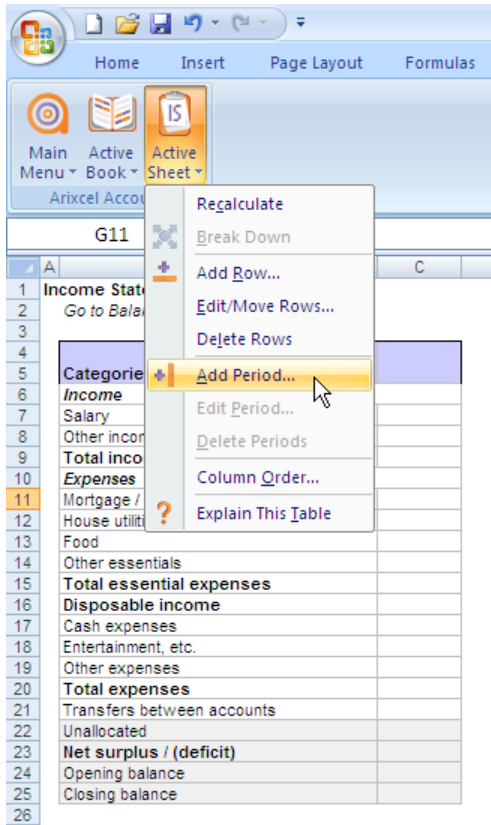 Home Insert Page Layout Formulas
IS
Main Menu Active Book Active Sheet
Arixcel Accou
G11
Recalculate
Break Down
Add Row...
Edit/Move Rows...
Delete Rows
Add Period...
Edit Period...
Delete Periods
Column Order...
Explain This Table
A C
1 Income State
2 Go to Balan
3
4
5 Categorie
6 Income
7 Salary
8 Other incom
9 Total inco
10 Expenses
11 Mortgage /
12 House utiliti
13 Food
14 Other essentials
15 Total essential expenses
16 Disposable income
17 Cash expenses
18 Entertainment, etc.
19 Other expenses
20 Total expenses
21 Transfers between accounts
22 Unallocated
23 Net surplus / (deficit)
24 Opening balance
25 Closing balance
26